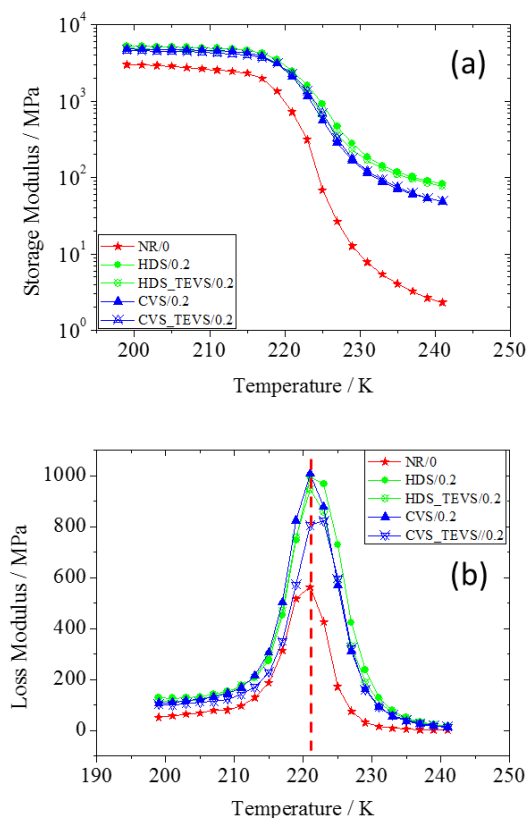 10^4
(a)
10^3
10^2
10^1
10^0
Storage Modulus / MPa
NR/0
HDS/0.2
HDS_TEVS/0.2
CVS/0.2
CVS_TEVS/0.2
200 210 220 230 240 250
Temperature / K
1000
800
600
400
200
0
Loss Modulus / MPa
NR/0
HDS/0.2
HDS_TEVS/0.2
CVS/0.2
CVS_TEVS//0.2
(b)
190 200 210 220 230 240 250
Temperature / K